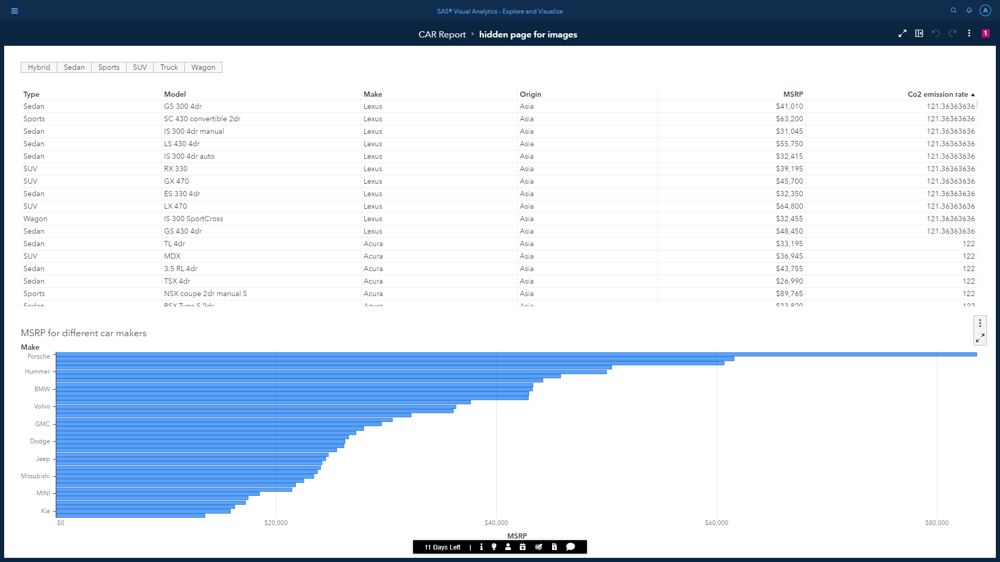 SAS® Visual Analytics - Explore and Visualize
A
CAR Report › hidden page for images
1
Hybrid Sedan Sports SUV Truck Wagon
Type Model Make Origin MSRP Co2 emission rate
Sedan GS 300 4dr Lexus Asia $41,010 121.36363636
Sports SC 430 convertible 2dr Lexus Asia $63,200 121.36363636
Sedan IS 300 4dr manual Lexus Asia $31,045 121.36363636
Sedan LS 430 4dr Lexus Asia $55,750 121.36363636
Sedan IS 300 4dr auto Lexus Asia $32,415 121.36363636
SUV RX 330 Lexus Asia $39,195 121.36363636
SUV GX 470 Lexus Asia $45,700 121.36363636
Sedan ES 330 4dr Lexus Asia $32,350 121.36363636
SUV LX 470 Lexus Asia $64,800 121.36363636
Wagon IS 300 SportCross Lexus Asia $32,455 121.36363636
Sedan GS 430 4dr Lexus Asia $48,450 121.36363636
Sedan TL 4dr Acura Asia $33,195 122
SUV MDX Acura Asia $36,945 122
Sedan 3.5 RL 4dr Acura Asia $43,755 122
Sedan TSX 4dr Acura Asia $26,990 122
Sports NSX coupe 2dr manual S Acura Asia $89,765 122
Sedan RSX Type S 2dr Acura Asia $23,820 122
MSRP for different car makers
Make
Porsche
Hummer
BMW
Volvo
GMC
Dodge
Jeep
Mitsubishi
MINI
Kia
$0 $20,000 $40,000 $60,000 $80,000
MSRP
11 Days Left |